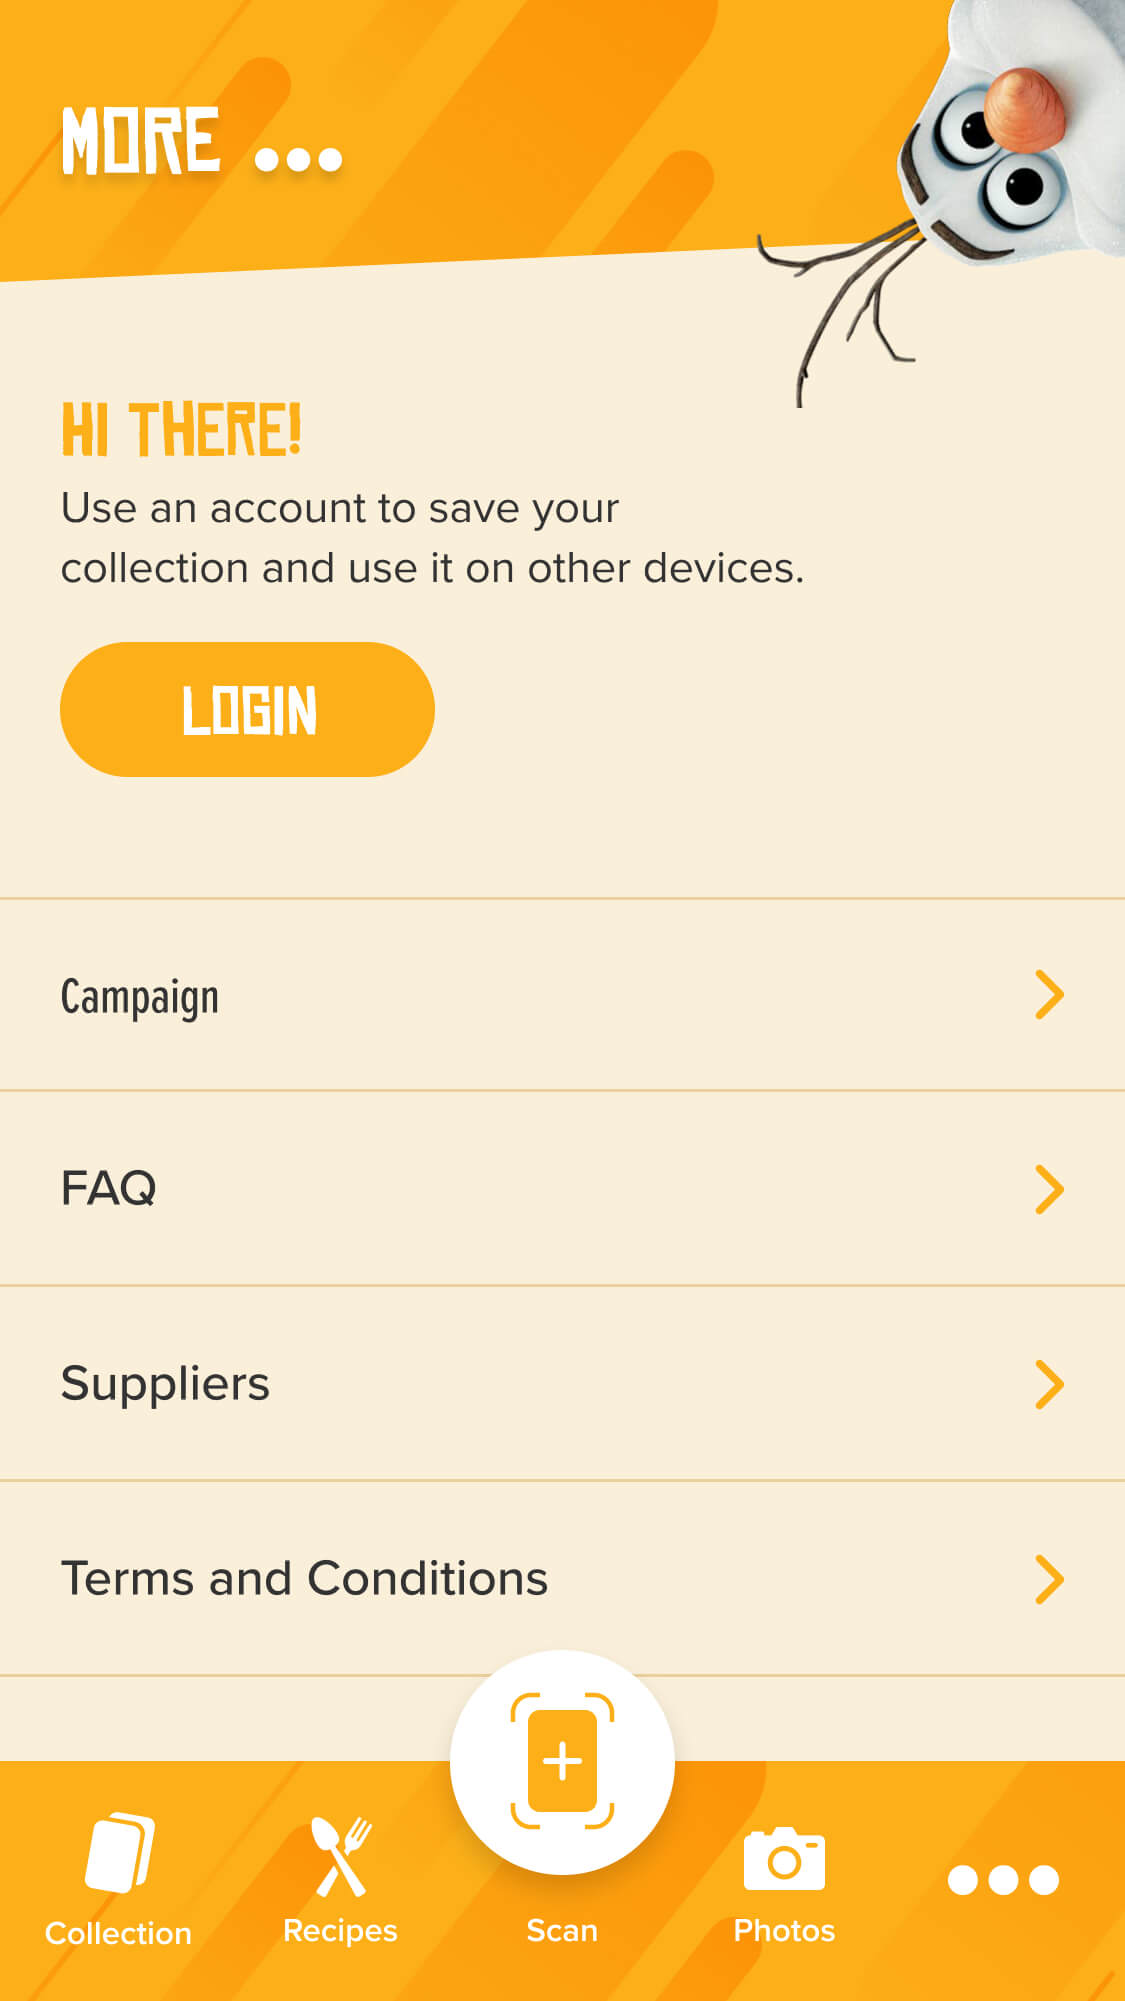 MORE
HI THERE!
Use an account to save your
collection and use it on other devices.
LOGIN
Campaign
FAQ
Suppliers
Terms and Conditions
Collection
Recipes
Scan
Photos